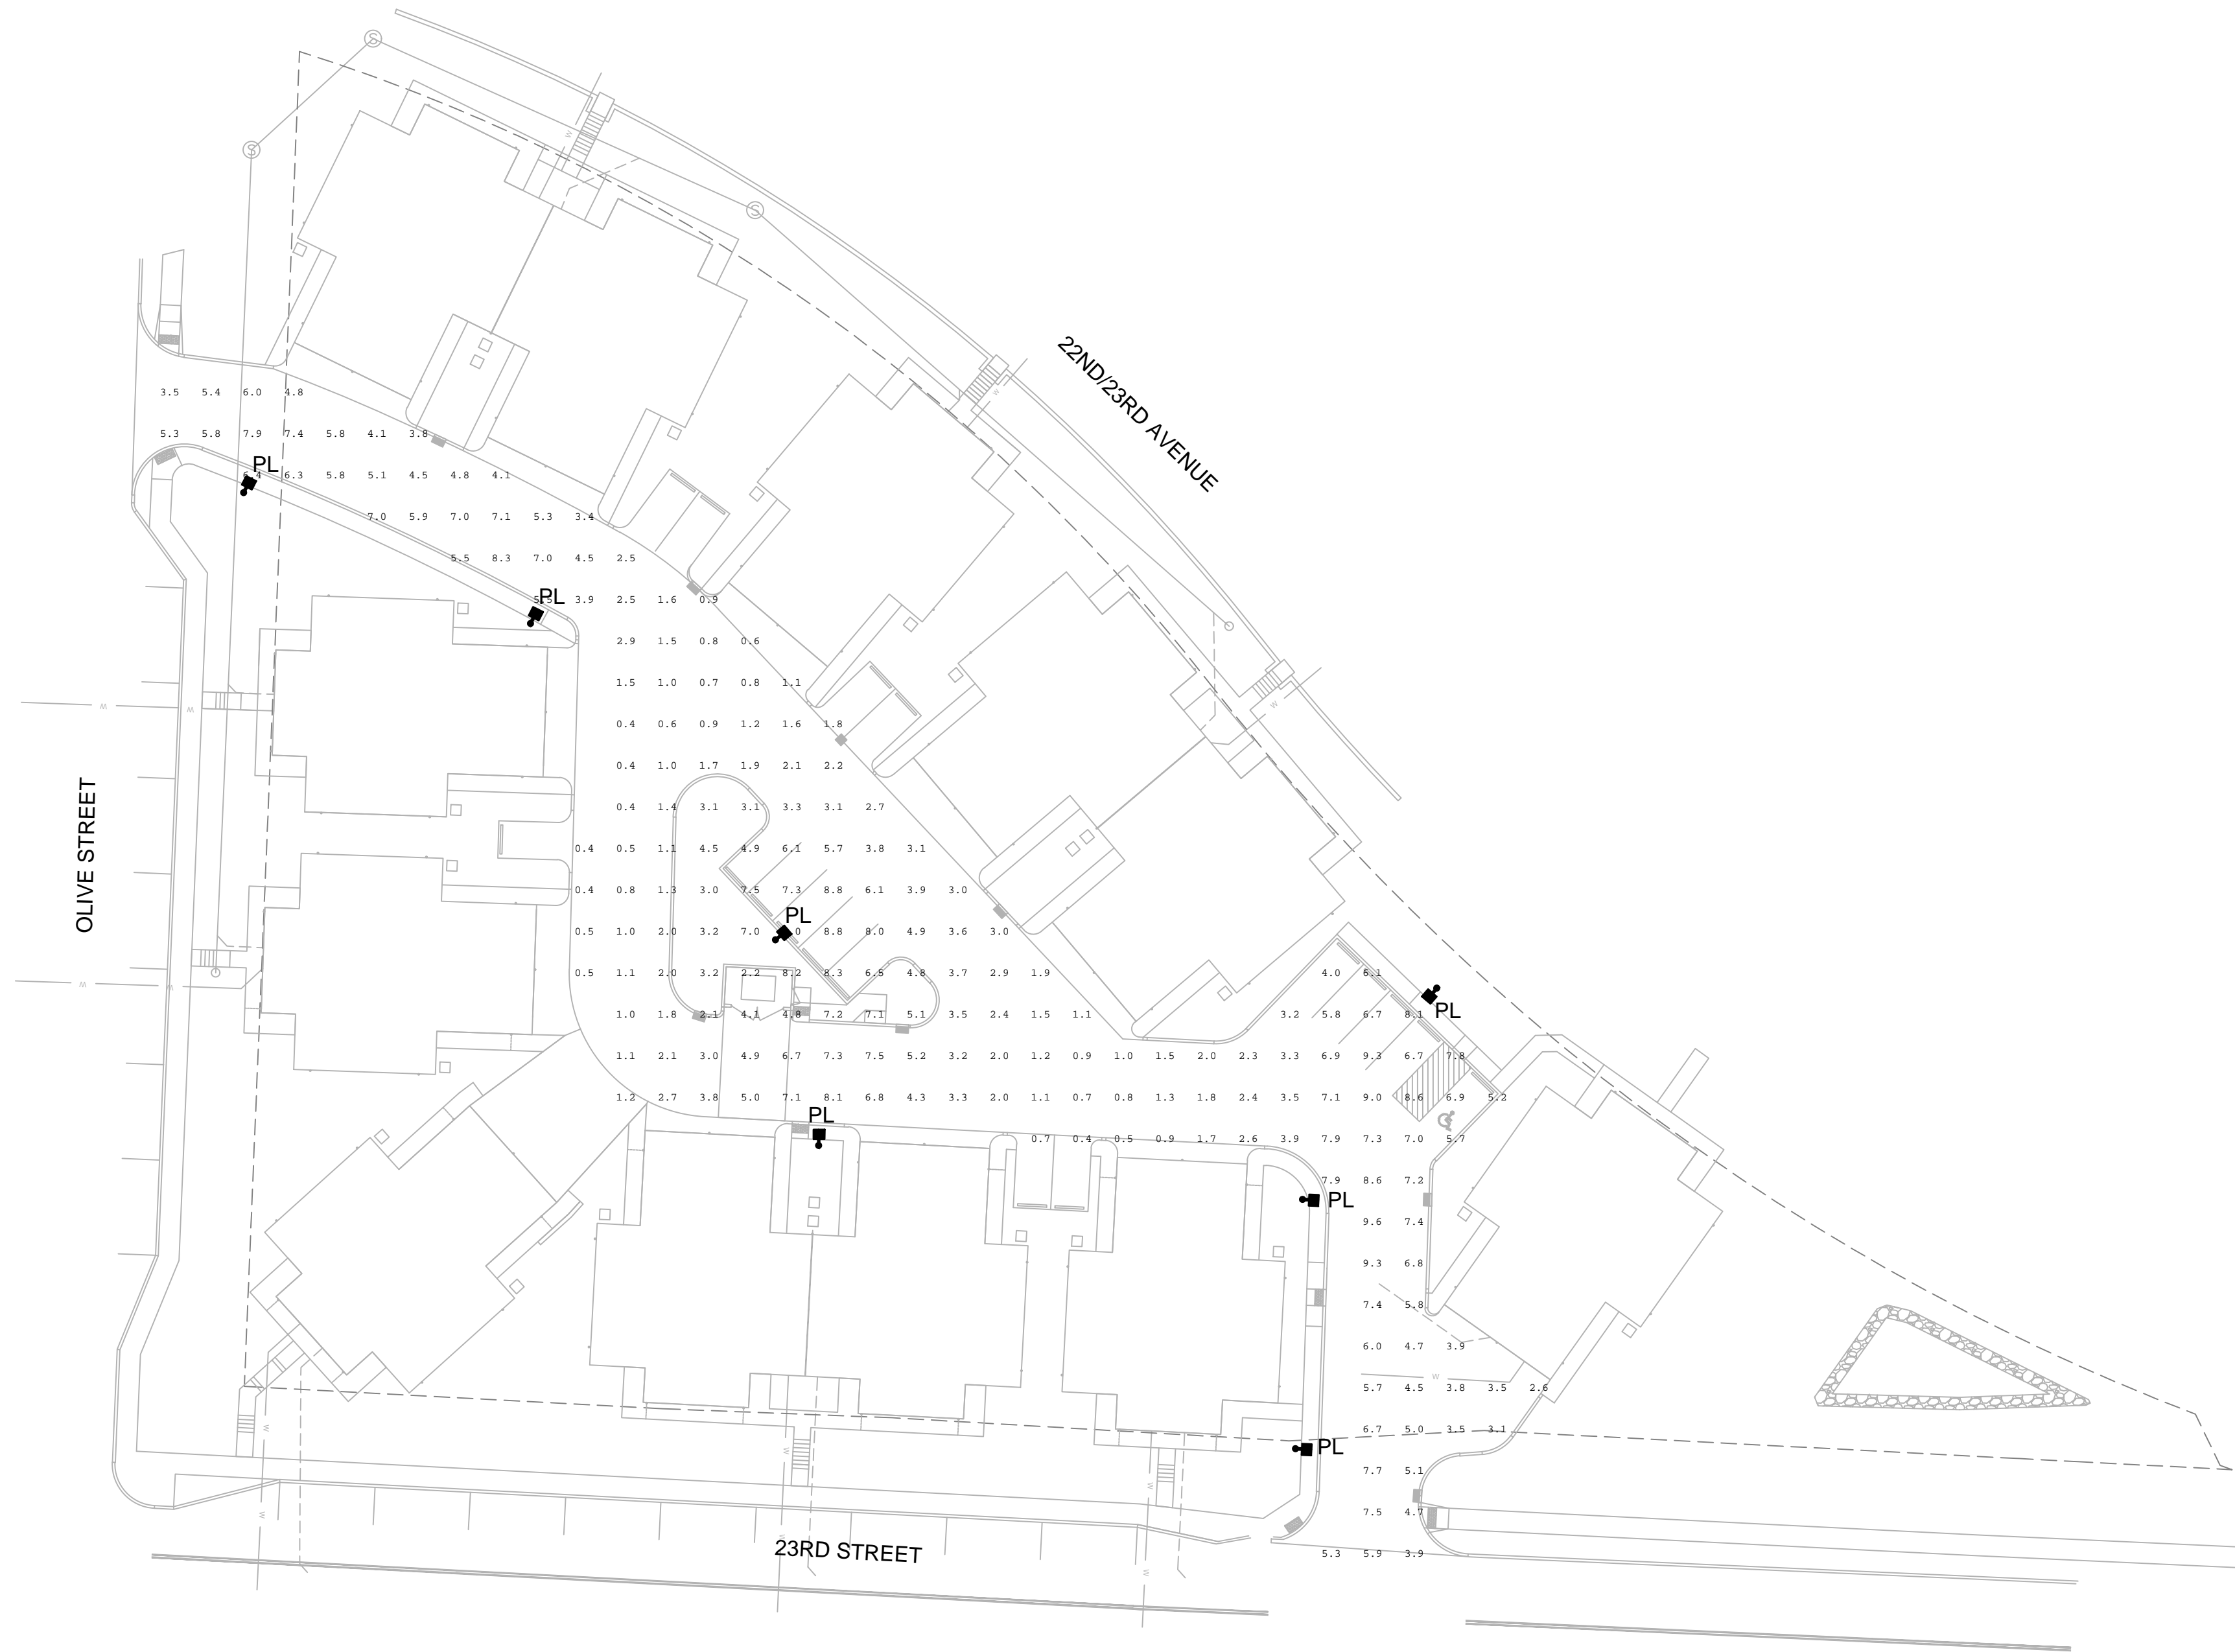 S
S
S
W
22ND/23RD AVENUE
W
3.5 5.4 6.0 4.8
5.3 5.8 7.9 7.4 5.8 4.1 3.8
PL
6.4 6.3 5.8 5.1 4.5 4.8 4.1
7.0 5.9 7.0 7.1 5.3 3.4
5.5 8.3 7.0 4.5 2.5
PL
3.9 2.5 1.6 0.9
2.9 1.5 0.8 0.6
1.5 1.0 0.7 0.8 1.1
W W W
0.4 0.6 0.9 1.2 1.6 1.8
0.4 1.0 1.7 1.9 2.1 2.2
0.4 1.4 3.1 3.1 3.3 3.1 2.7
OLIVE STREET
0.4 0.5 1.1 4.5 4.9 6.1 5.7 3.8 3.1
0.4 0.8 1.3 3.0 7.5 7.3 8.8 6.1 3.9 3.0
PL
0.5 1.0 2.0 3.2 7.0 8.8 8.0 4.9 3.6 3.0
0.5 1.1 2.0 3.2 2.2 8.2 8.3 6.5 4.8 3.7 2.9 1.9 4.0 6.1
W W
PL
1.0 1.8 2.1 4.1 4.8 7.2 7.1 5.1 3.5 2.4 1.5 1.1 3.2 5.8 6.7 8.1
1.1 2.1 3.0 4.9 6.7 7.3 7.5 5.2 3.2 2.0 1.2 0.9 1.0 1.5 2.0 2.3 3.3 6.9 9.3 6.7 7.8
1.2 2.7 3.8 5.0 7.1 8.1 6.8 4.3 3.3 2.0 1.1 0.7 0.8 1.3 1.8 2.4 3.5 7.1 9.0 8.6 6.9 5.2
PL
0.7 0.4 0.5 0.9 1.7 2.6 3.9 7.9 7.3 7.0 5.7
7.9 8.6 7.2
PL
9.6 7.4
9.3 6.8
7.4 5.8
6.0 4.7 3.9
W
5.7 4.5 3.8 3.5 2.6
6.7 5.0 3.5 3.1
W W
PL
7.7 5.1
W W
7.5 4.7
W
23RD STREET
5.3 5.9 3.9
W